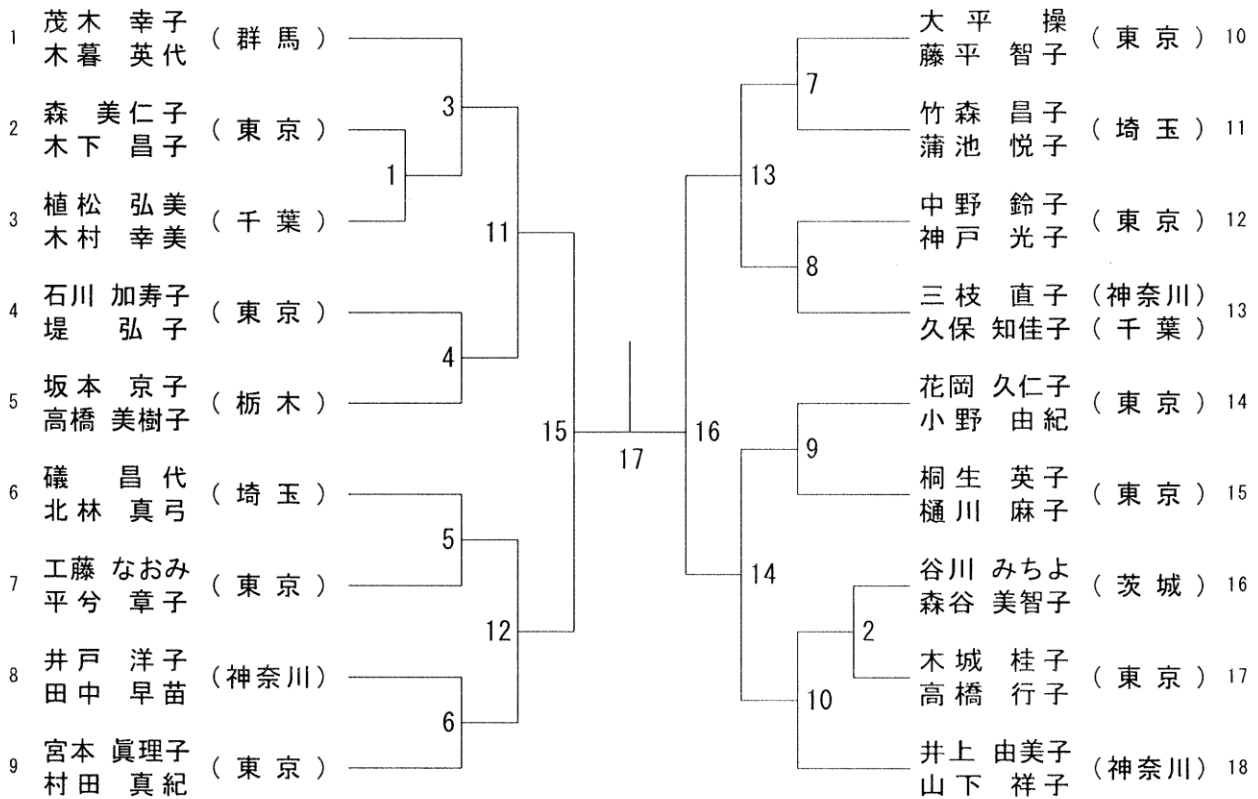 1 茂木 幸子 (群馬)
木暮 英代
2 森 美仁子 (東京)
木下 昌子
3 植松 弘美 (千葉)
木村 幸美
4 石川 加寿子 (東京)
堤 弘子
5 坂本 京子 (栃木)
高橋 美樹子
6 礒 昌代 (埼玉)
北林 真弓
7 工藤 なおみ (東京)
平兮 章子
8 井戸 洋子 (神奈川)
田中 早苗
9 宮本 眞理子 (東京)
村田 真紀
3
1
11
4
15
5
12
6
17
大平 操 (東京) 10
藤平 智子
竹森 昌子 (埼玉) 11
蒲池 悦子
中野 鈴子 (東京) 12
神戸 光子
三枝 直子 (神奈川) 13
久保 知佳子 (千葉)
花岡 久仁子 (東京) 14
小野 由紀
桐生 英子 (東京) 15
樋川 麻子
谷川 みちよ (茨城) 16
森谷 美智子
木城 桂子 (東京) 17
高橋 行子
井上 由美子 (神奈川) 18
山下 祥子
7
13
8
16
9
14
2
10